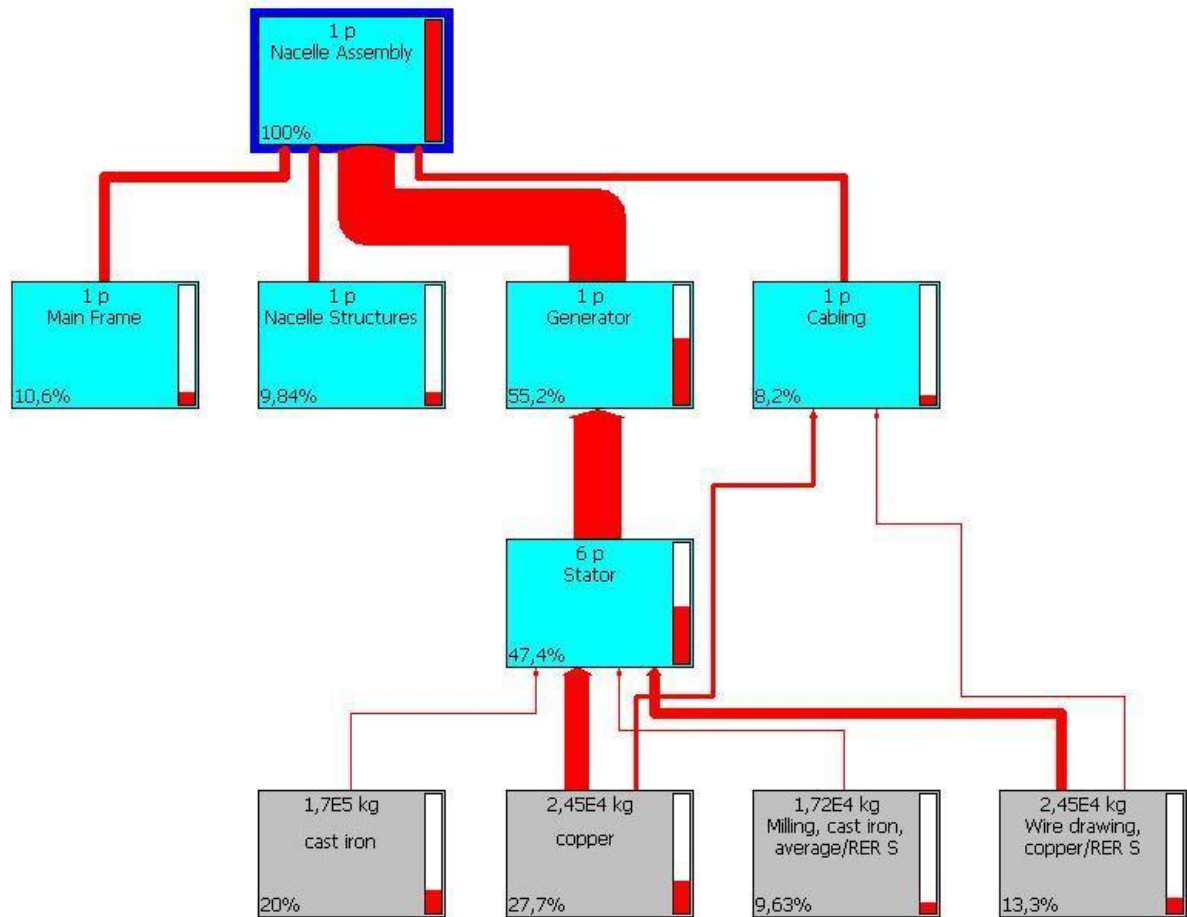 1 p
Nacelle Assembly
100%
1 p
Main Frame
10,6%
1 p
Nacelle Structures
9,84%
1 p
Generator
55,2%
1 p
Cabling
8,2%
6 p
Stator
47,4%
1,7E5 kg
cast iron
20%
2,45E4 kg
copper
27,7%
1,72E4 kg
Milling, cast iron,
average/RER S
9,63%
2,45E4 kg
Wire drawing,
copper/RER S
13,3%